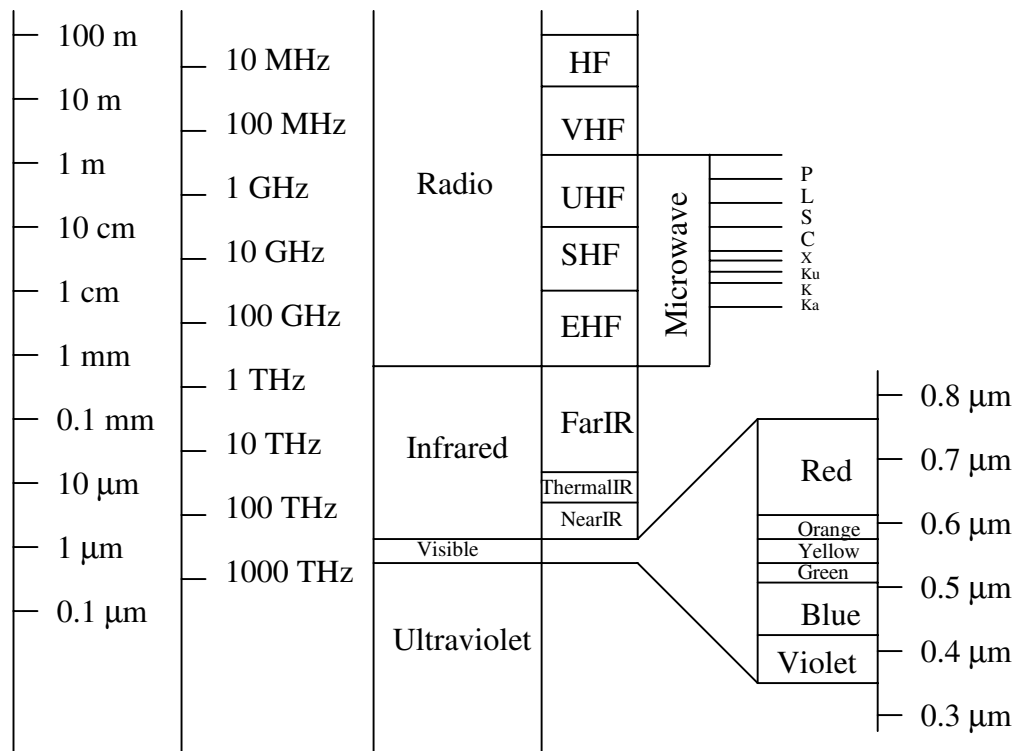 100 m
10 m
1 m
10 cm
1 cm
1 mm
0.1 mm
10 μm
1 μm
0.1 μm
10 MHz
100 MHz
1 GHz
10 GHz
100 GHz
1 THz
10 THz
100 THz
1000 THz
Radio
Infrared
Visible
Ultraviolet
HF
VHF
UHF
SHF
EHF
FarIR
ThermalIR
NearIR
Microwave
P
L
S
C
X
Ku
K
Ka
Red
Orange
Yellow
Green
Blue
Violet
0.8 μm
0.7 μm
0.6 μm
0.5 μm
0.4 μm
0.3 μm